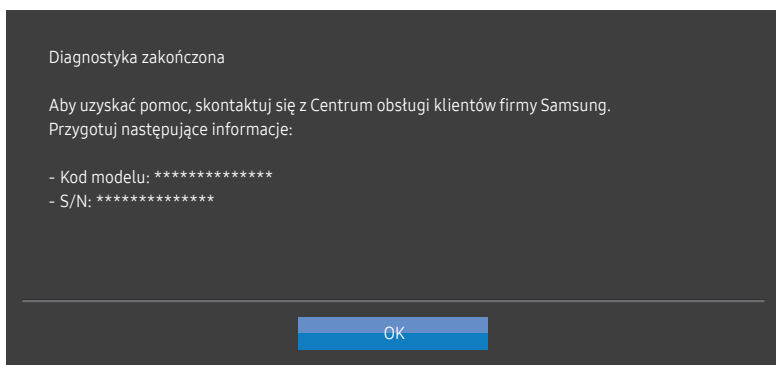 Diagnostyka zakończona
Aby uzyskać pomoc, skontaktuj się z Centrum obsługi klientów firmy Samsung.
Przygotuj następujące informacje:
- Kod modelu: **************
- S/N: **************
OK